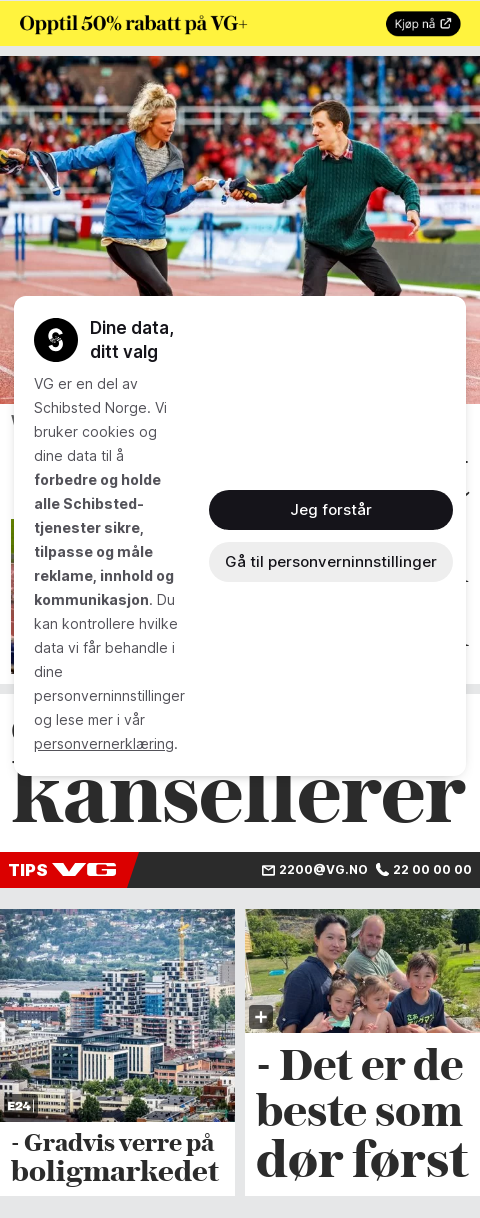 Opptil 50% rabatt på VG+
Kjøp nå
Dine data,
ditt valg
VG er en del av
Schibsted Norge. Vi
bruker cookies og
dine data til å
forbedre og holde
alle Schibsted-
tjenester sikre,
tilpasse og måle
reklame, innhold og
kommunikasjon. Du
kan kontrollere hvilke
data vi får behandle i
dine
personverninnstillinger
og lese mer i vår
personvernerklæring.
Jeg forstår
Gå til personverninnstillinger
kansellerer
TIPS VG
2200@VG.NO
22 00 00 00
E24
- Gradvis verre på
boligmarkedet
- Det er de
beste som
dør først